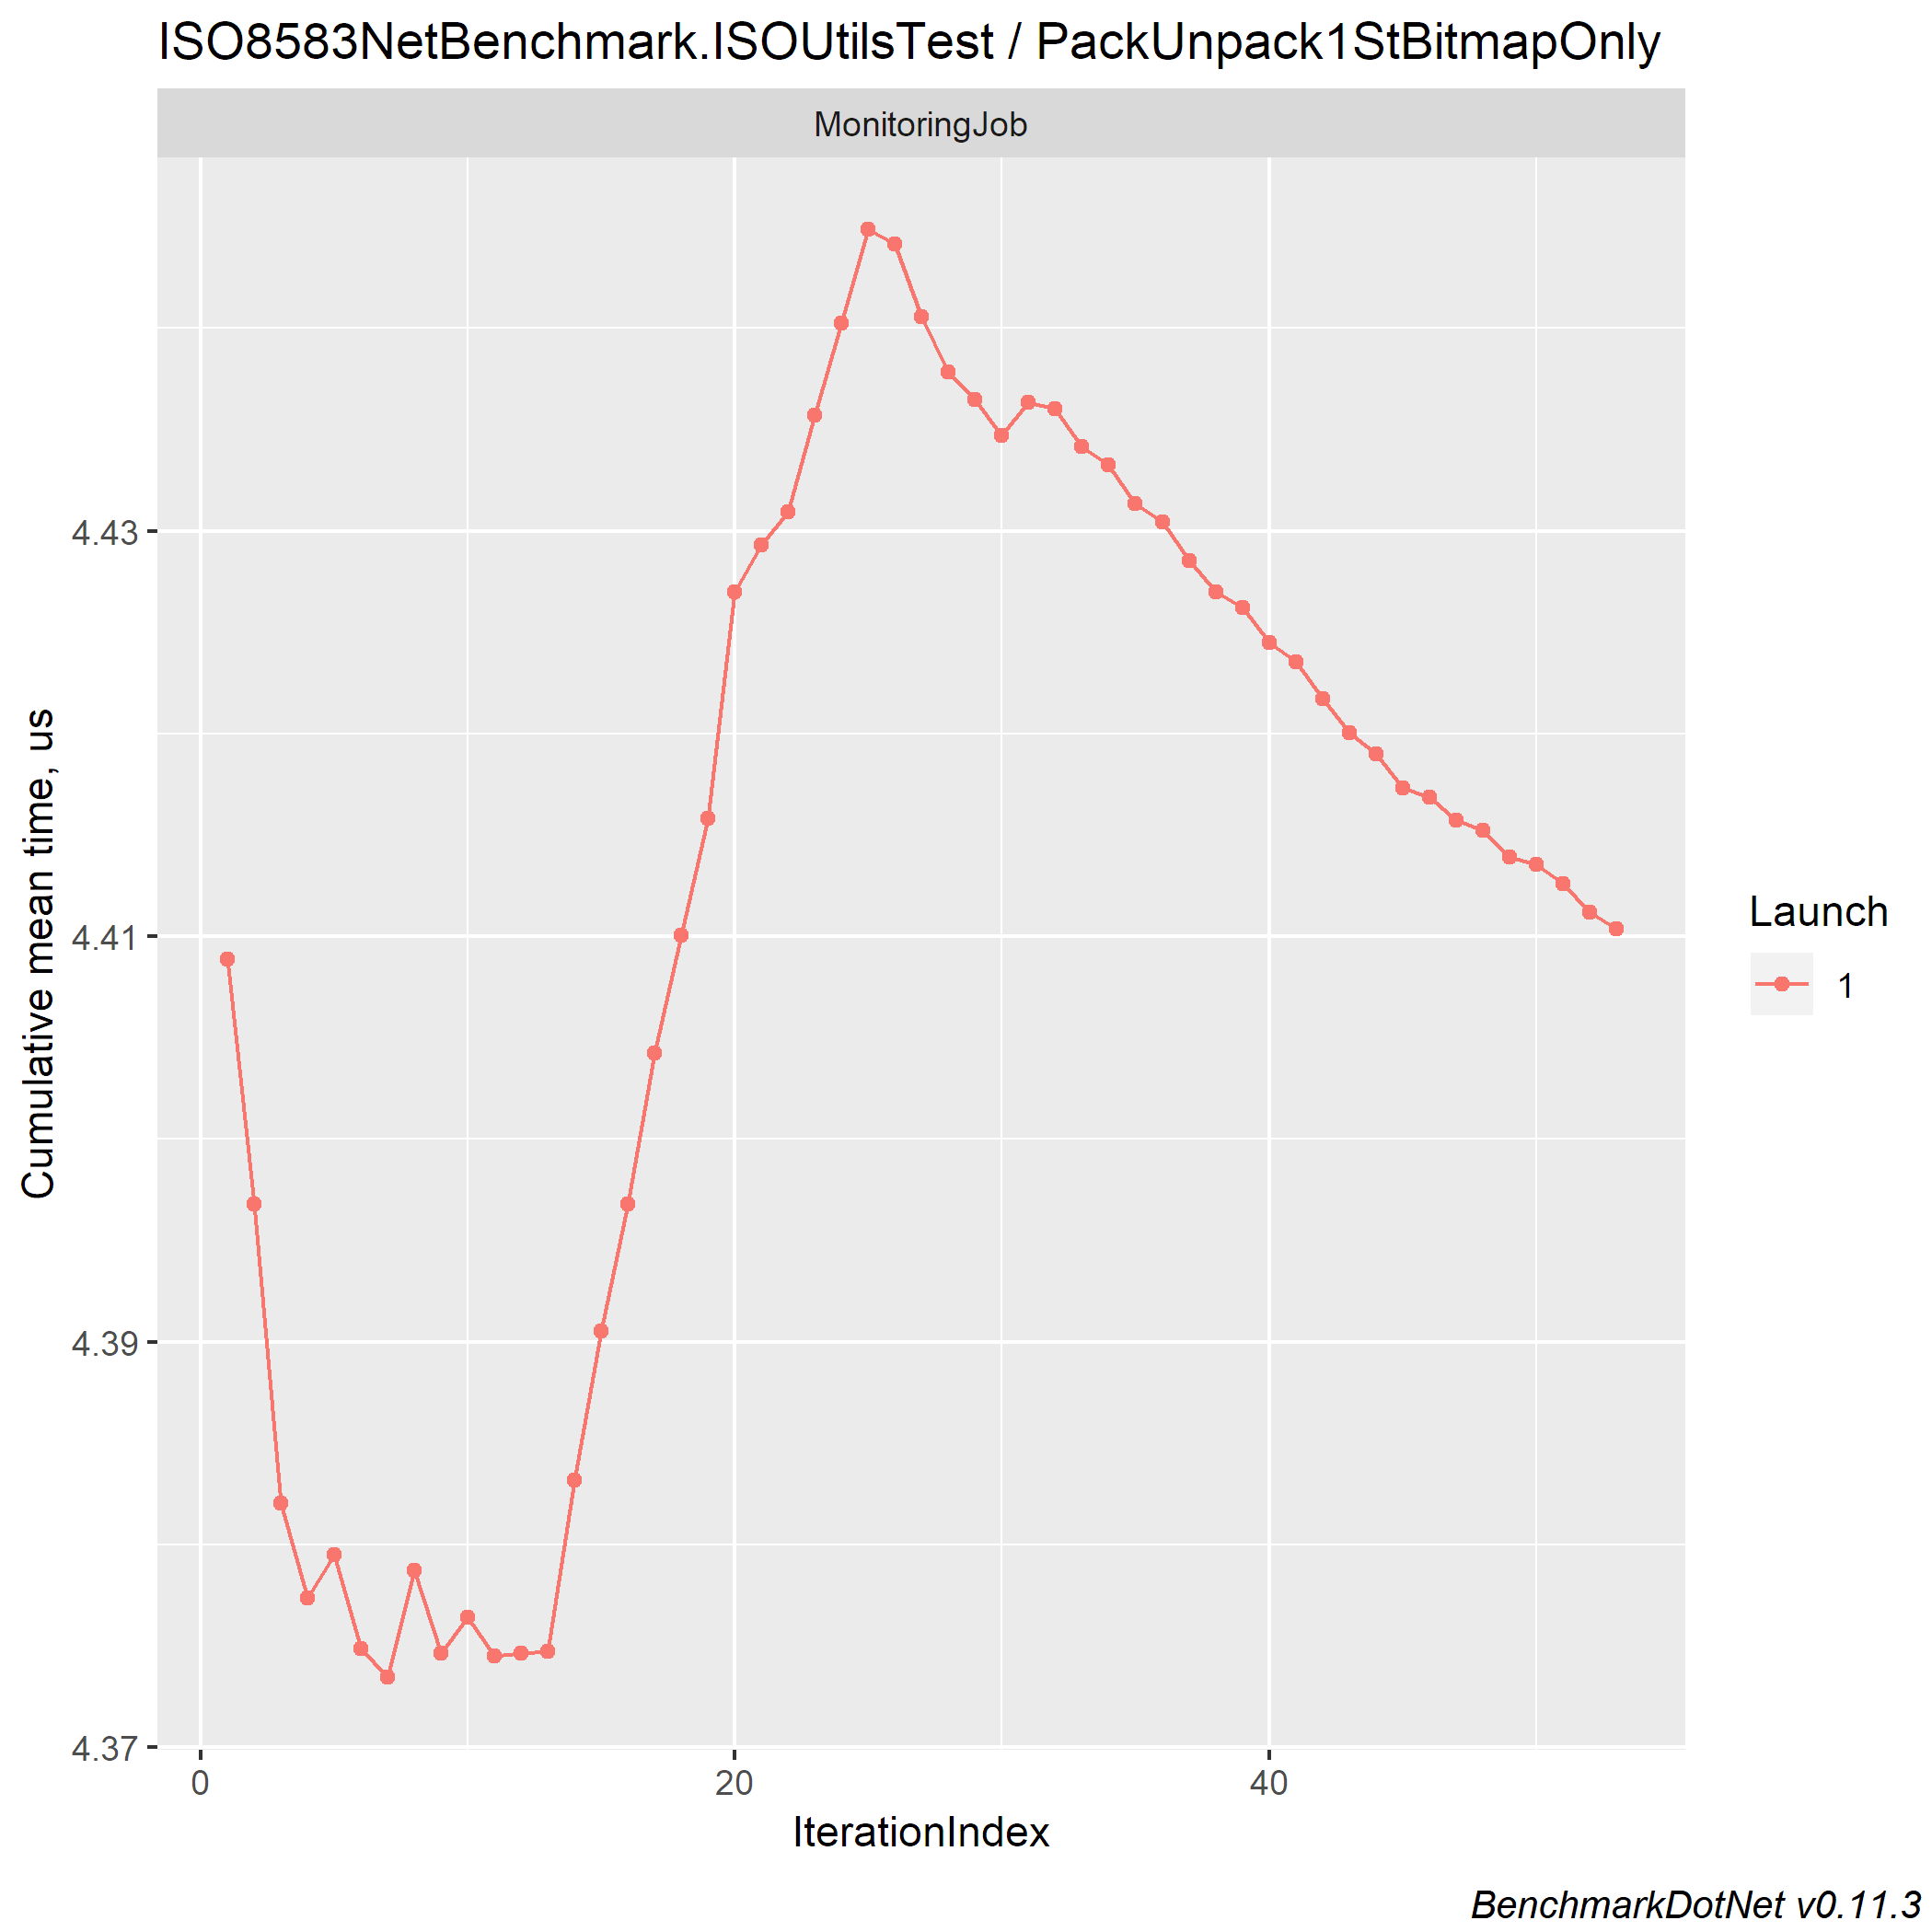 ISO8583NetBenchmark.ISOUtilsTest / PackUnpack1StBitmapOnly
MonitoringJob
Cumulative mean time, us
4.43
4.41
4.39
4.37
0 20 40
IterationIndex
Launch
1
BenchmarkDotNet v0.11.3